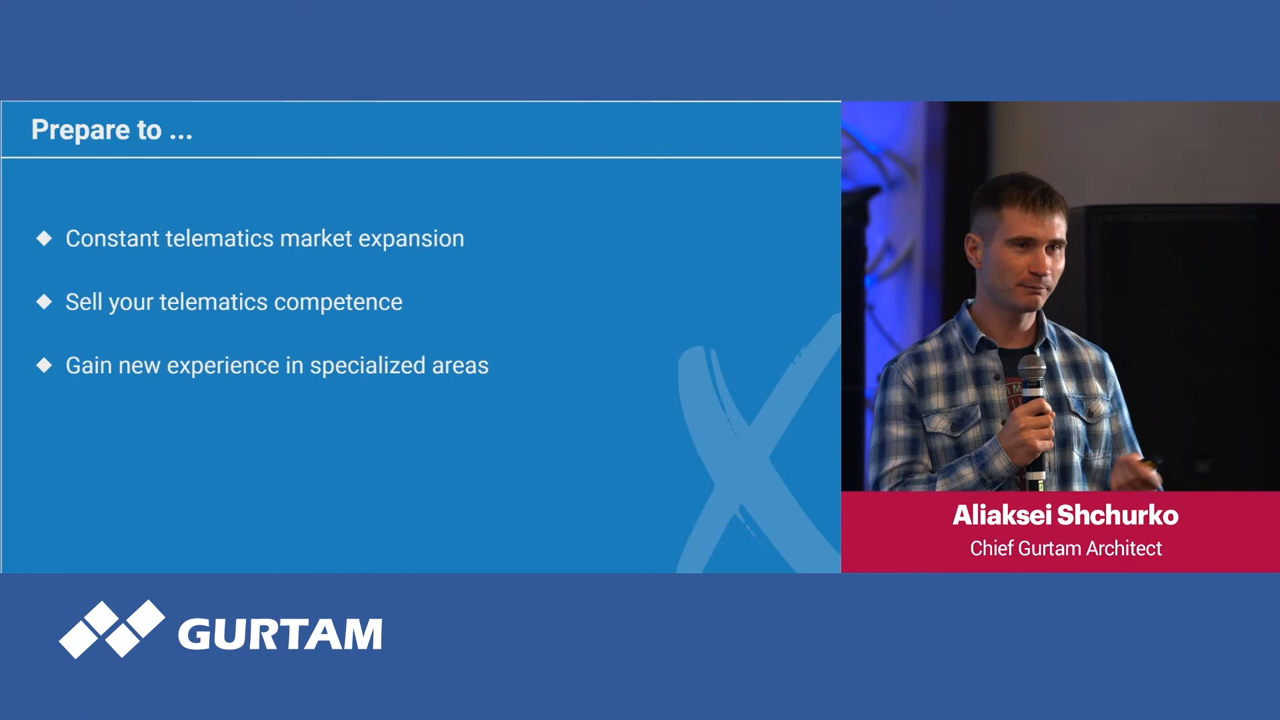 Prepare to ...
◆ Constant telematics market expansion
◆ Sell your telematics competence
◆ Gain new experience in specialized areas
Aliaksei Shchurko
Chief Gurtam Architect
GURTAM